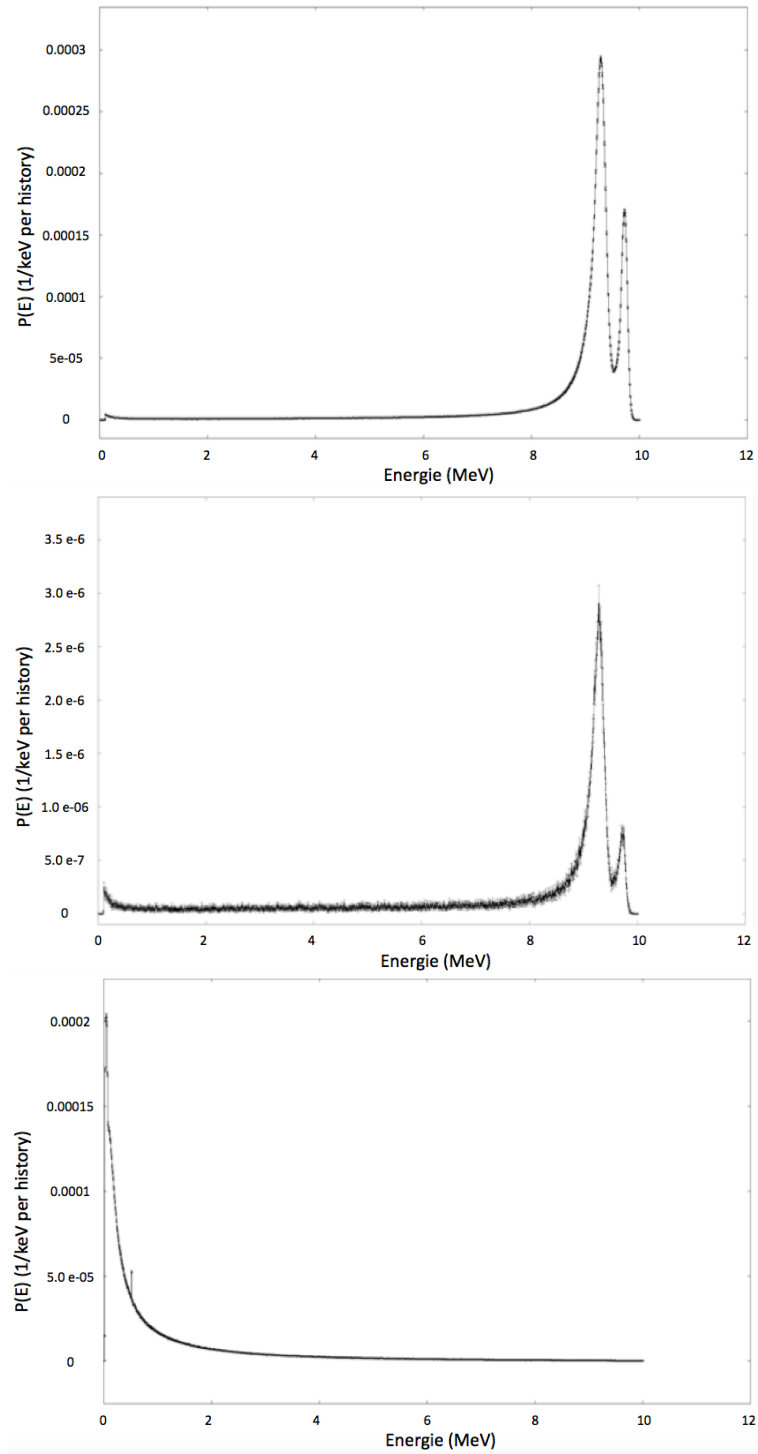 0.0003
0.00025
0.0002
0.00015
0.0001
5e-05
0
P(E) (1/keV per history)
0 2 4 6 8 10 12
Energie (MeV)
3.5 e-6
3.0 e-6
2.5 e-6
2.0 e-6
1.5 e-6
1.0 e-06
5.0 e-7
0
P(E) (1/keV per history)
0 2 4 6 8 10 12
Energie (MeV)
0.0002
0.00015
0.0001
5.0 e-05
0
P(E) (1/keV per history)
0 2 4 6 8 10 12
Energie (MeV)